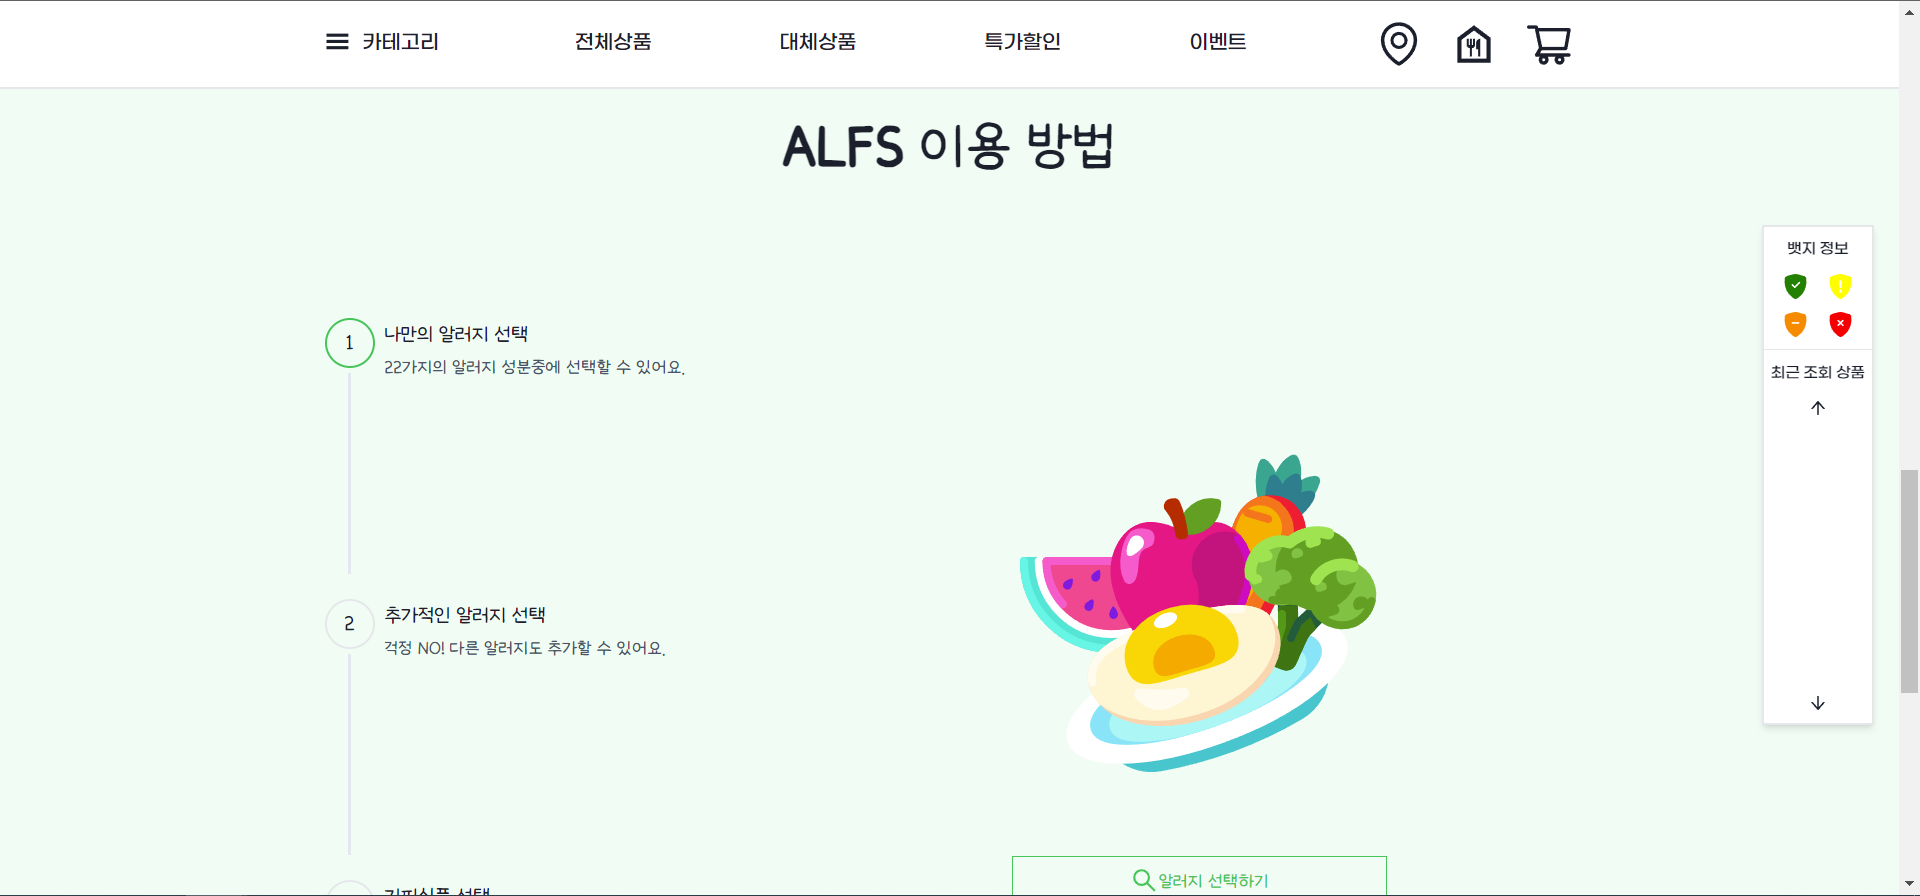 카테고리 전체상품 대체상품 특가할인 이벤트
ALFS 이용 방법
뱃지 정보
1 나만의 알러지 선택
22가지의 알러지 성분중에 선택할 수 있어요.
최근 조회 상품
2 추가적인 알러지 선택
걱정 NO! 다른 알러지도 추가할 수 있어요.
알러지 선택하기
선택